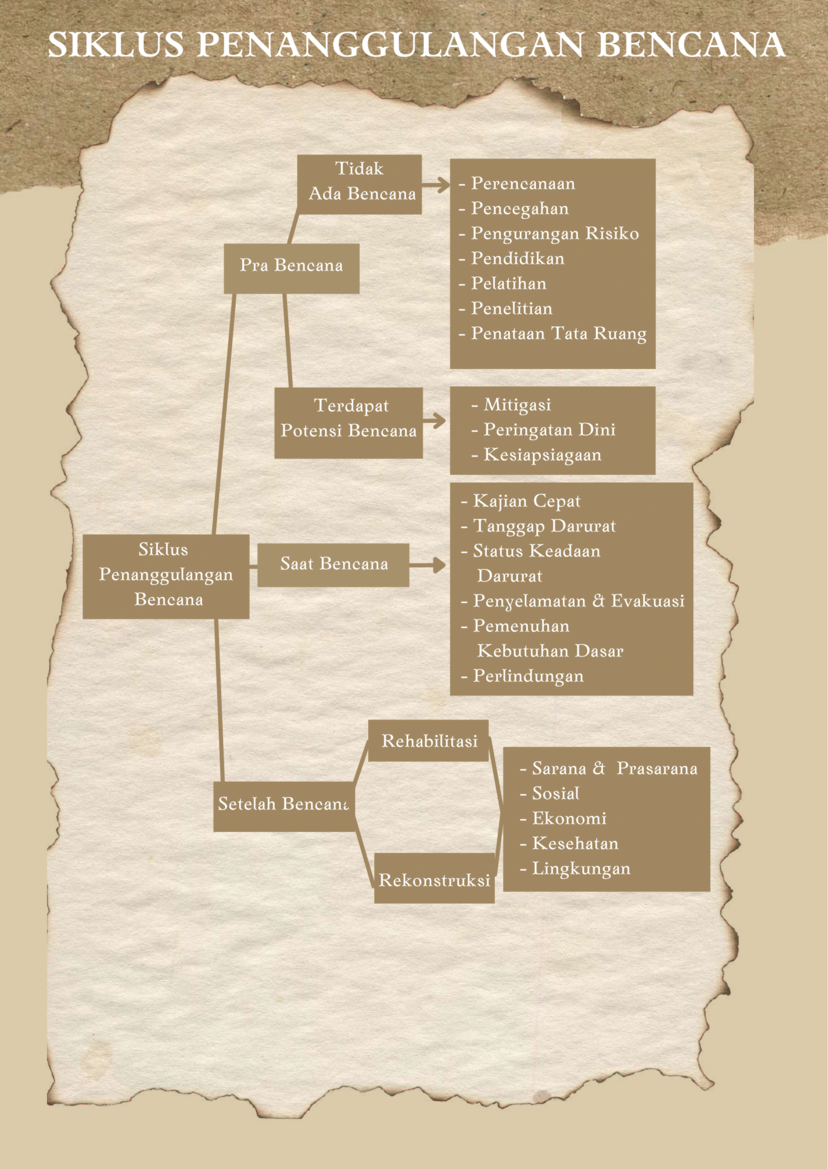 SIKLUS PENANGGULANGAN BENCANA
Tidak
Ada Bencana
- Perencanaan
- Pencegahan
- Pengurangan Risiko
- Pendidikan
- Pelatihan
- Penelitian
- Penataan Tata Ruang
Pra Bencana
Terdapat
Potensi Bencana
- Mitigasi
- Peringatan Dini
- Kesiapsiagaan
Siklus
Penanggulangan
Bencana
Saat Bencana
- Kajian Cepat
- Tanggap Darurat
- Status Keadaan
Darurat
- Penyelamatan & Evakuasi
- Pemenuhan
Kebutuhan Dasar
- Perlindungan
Setelah Bencana
Rehabilitasi
Rekonstruksi
- Sarana & Prasarana
- Sosial
- Ekonomi
- Kesehatan
- Lingkungan